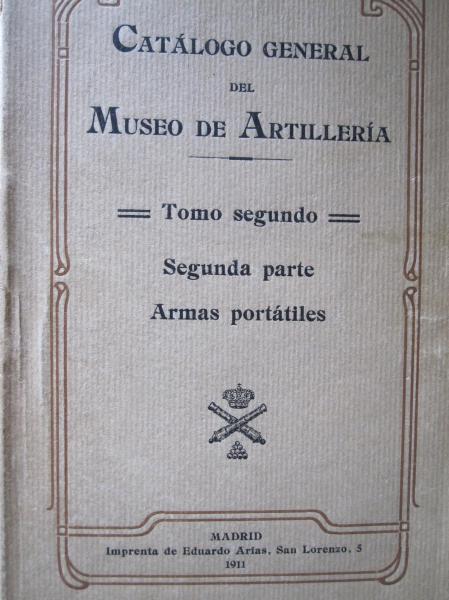 CATÁLOGO GENERAL
DEL
MUSEO DE ARTILLERÍA
Tomo segundo
Segunda parte
Armas portátiles
MADRID
Imprenta de Eduardo Arias, San Lorenzo, 5
1911